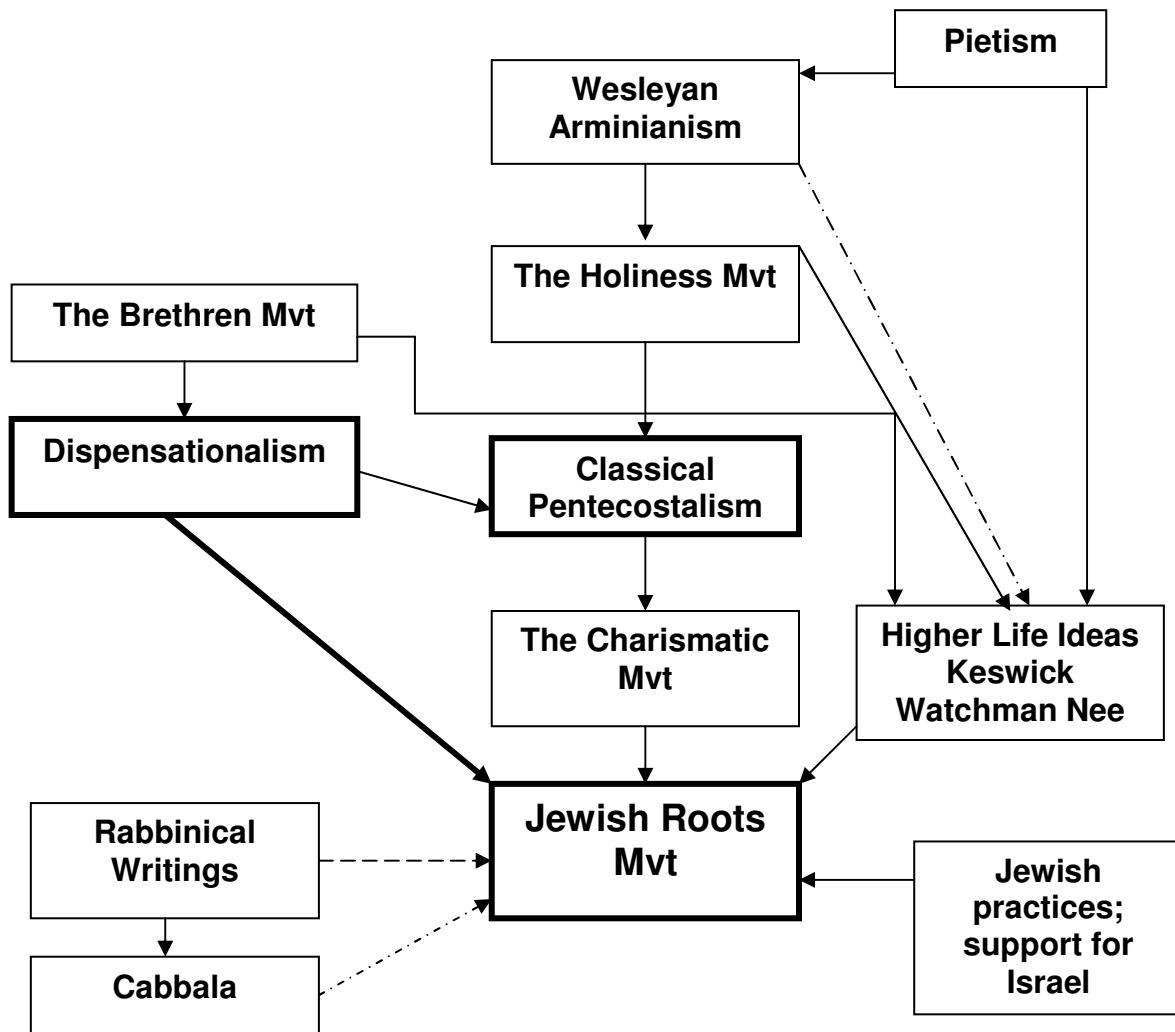 Pietism
Wesleyan
Arminianism
The Holiness Mvt
The Brethren Mvt
Dispensationalism
Classical
Pentecostalism
The Charismatic
Mvt
Higher Life Ideas
Keswick
Watchman Nee
Jewish Roots
Mvt
Rabbinical
Writings
Jewish
practices;
support for
Israel
Cabbala